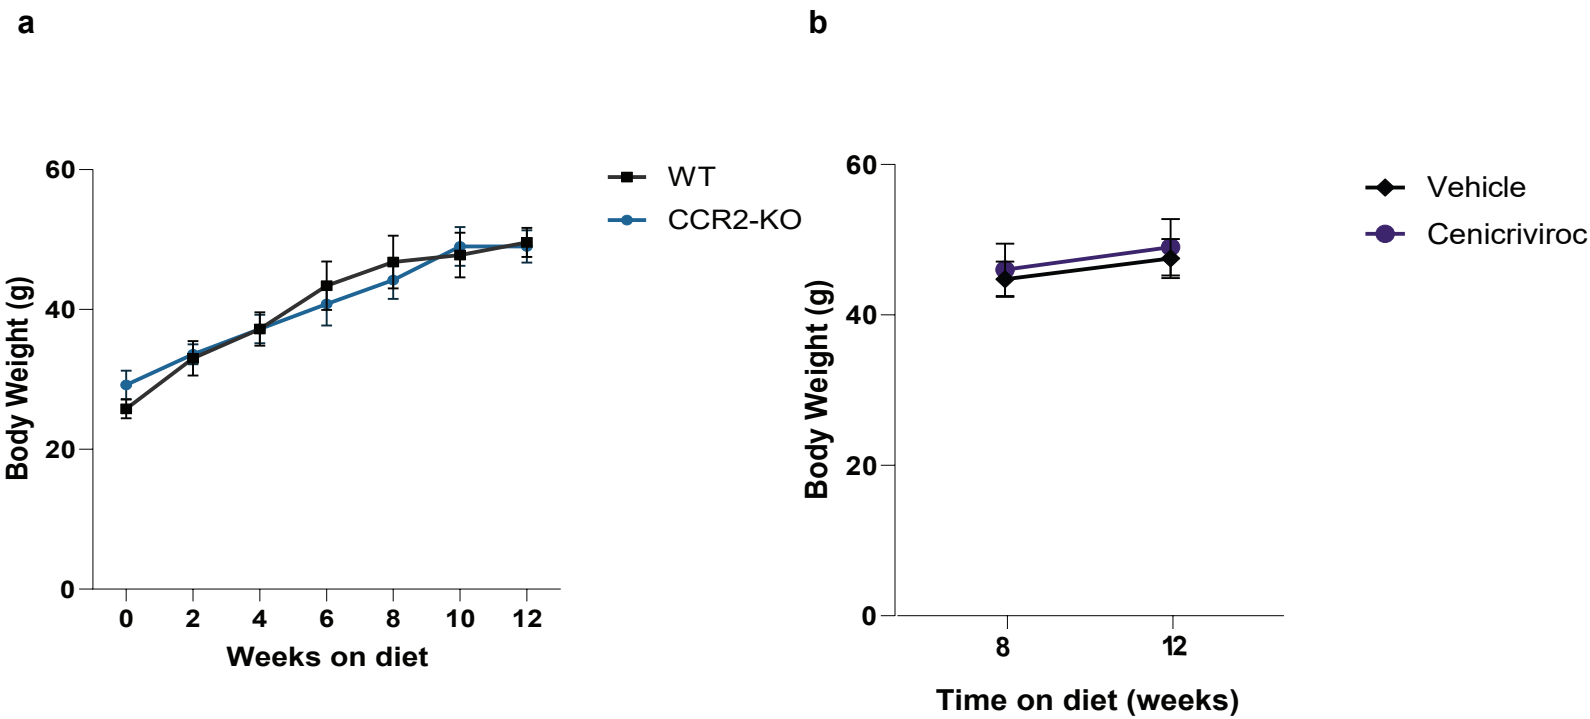 a
60
40
20
0
Body Weight (g)
0 2 4 6 8 10 12
Weeks on diet
WT
CCR2-KO
b
60
40
20
0
Body Weight (g)
8 12
Time on diet (weeks)
Vehicle
Cenicriviroc